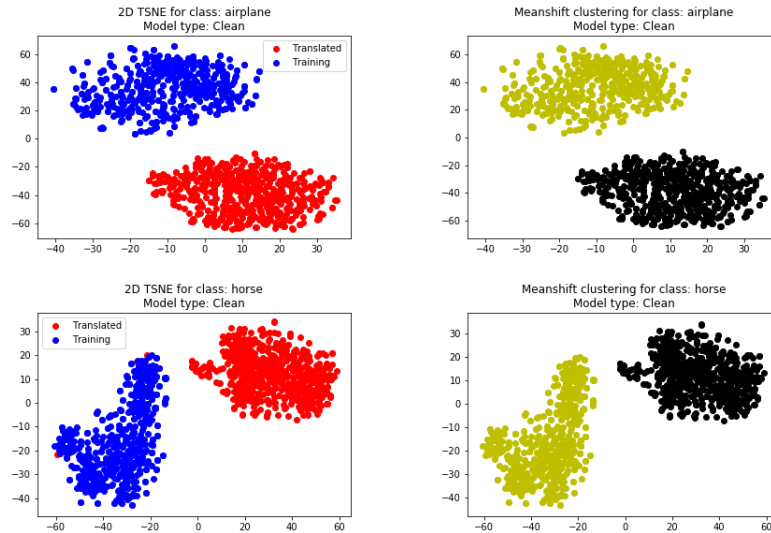 2D TSNE for class: airplane
Model type: Clean
60
40
20
0
−20
−40
−60
−40 −30 −20 −10 0 10 20 30
Translated
Training
Meanshift clustering for class: airplane
Model type: Clean
60
40
20
0
−20
−40
−60
−40 −30 −20 −10 0 10 20 30
2D TSNE for class: horse
Model type: Clean
30
20
10
0
−10
−20
−30
−40
−60 −40 −20 0 20 40 60
Translated
Training
Meanshift clustering for class: horse
Model type: Clean
30
20
10
0
−10
−20
−30
−40
−60 −40 −20 0 20 40 60